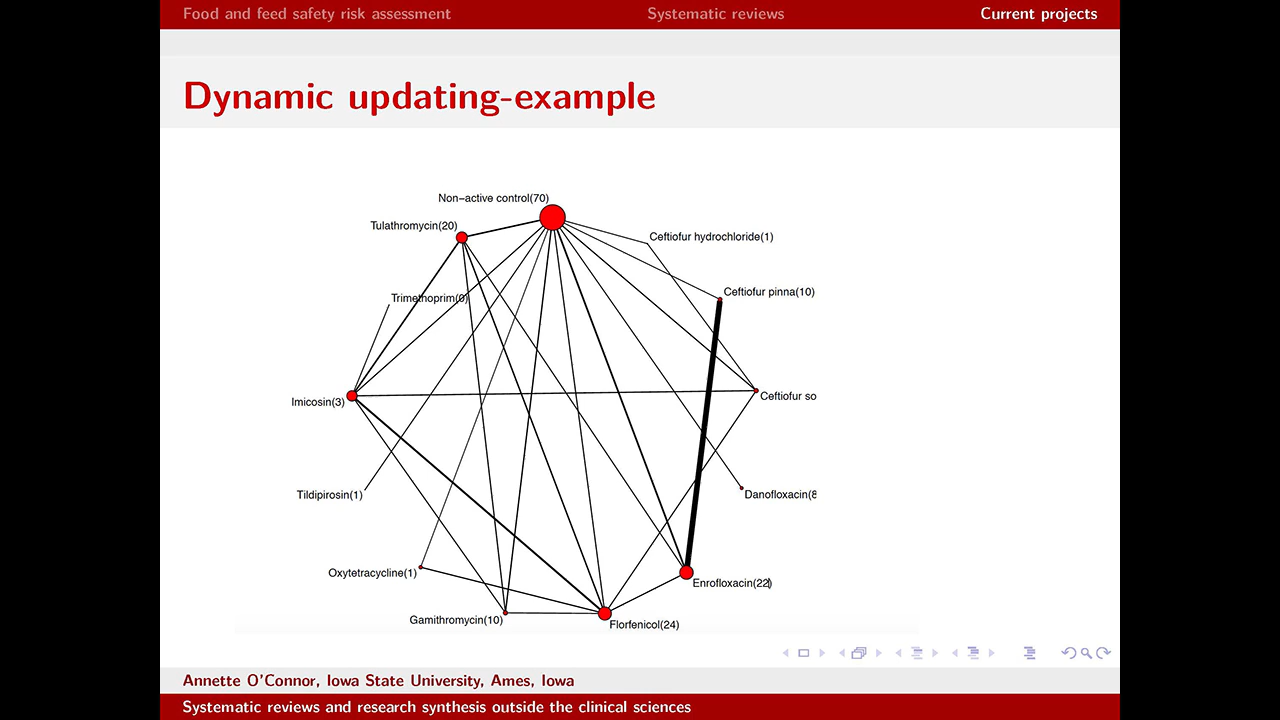 Food and feed safety risk assessment Systematic reviews Current projects
Dynamic updating-example
Non−active control(70)
Tulathromycin(20)
Ceftiofur hydrochloride(1)
Ceftiofur pinna(10)
Trimethoprim(0)
Imicosin(3)
Ceftiofur so
Tildipirosin(1)
Danofloxacin(8
Oxytetracycline(1)
Enrofloxacin(22)
Gamithromycin(10)
Florfenicol(24)
Annette O'Connor, Iowa State University, Ames, Iowa
Systematic reviews and research synthesis outside the clinical sciences